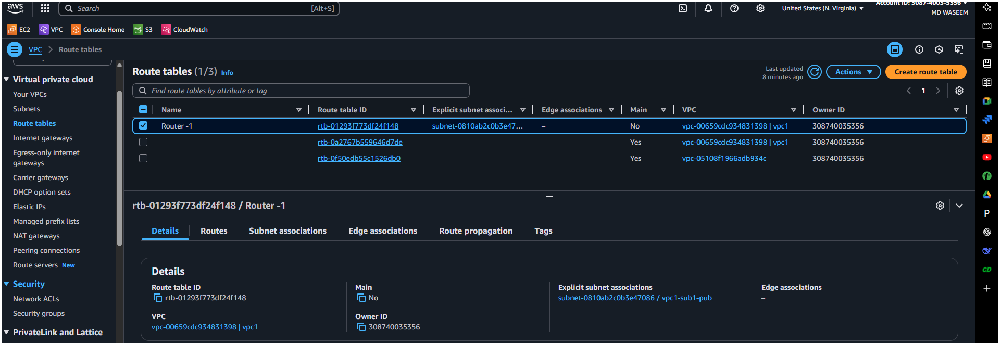 aws
Search
[Alt+S]
United States (N. Virginia)
Account ID: 3087-4003-5356
MD WASEEM
EC2
VPC
Console Home
S3
CloudWatch
VPC
Route tables
Virtual private cloud
Your VPCs
Subnets
Route tables
Internet gateways
Egress-only internet
gateways
Carrier gateways
DHCP option sets
Elastic IPs
Managed prefix lists
NAT gateways
Peering connections
Route servers New
Security
Network ACLs
Security groups
PrivateLink and Lattice
Route tables (1/3) Info
Last updated
8 minutes ago
Actions
Create route table
Find route tables by attribute or tag
1
Name Route table ID Explicit subnet associ... Edge associations Main VPC Owner ID
Router -1 rtb-01293f773df24f148 subnet-0810ab2c0b3e47... – No vpc-00659cdc934831398 | vpc1 308740035356
– rtb-0a2767b559646d7de – – Yes vpc-00659cdc934831398 | vpc1 308740035356
– rtb-0f50edb55c1526db0 – – Yes vpc-05108f1966adb934c 308740035356
rtb-01293f773df24f148 / Router -1
Details Routes Subnet associations Edge associations Route propagation Tags
Details
Route table ID
rtb-01293f773df24f148
Main
No
Explicit subnet associations
subnet-0810ab2c0b3e47086 / vpc1-sub1-pub
Edge associations
–
VPC
vpc-00659cdc934831398 | vpc1
Owner ID
308740035356
P
CD